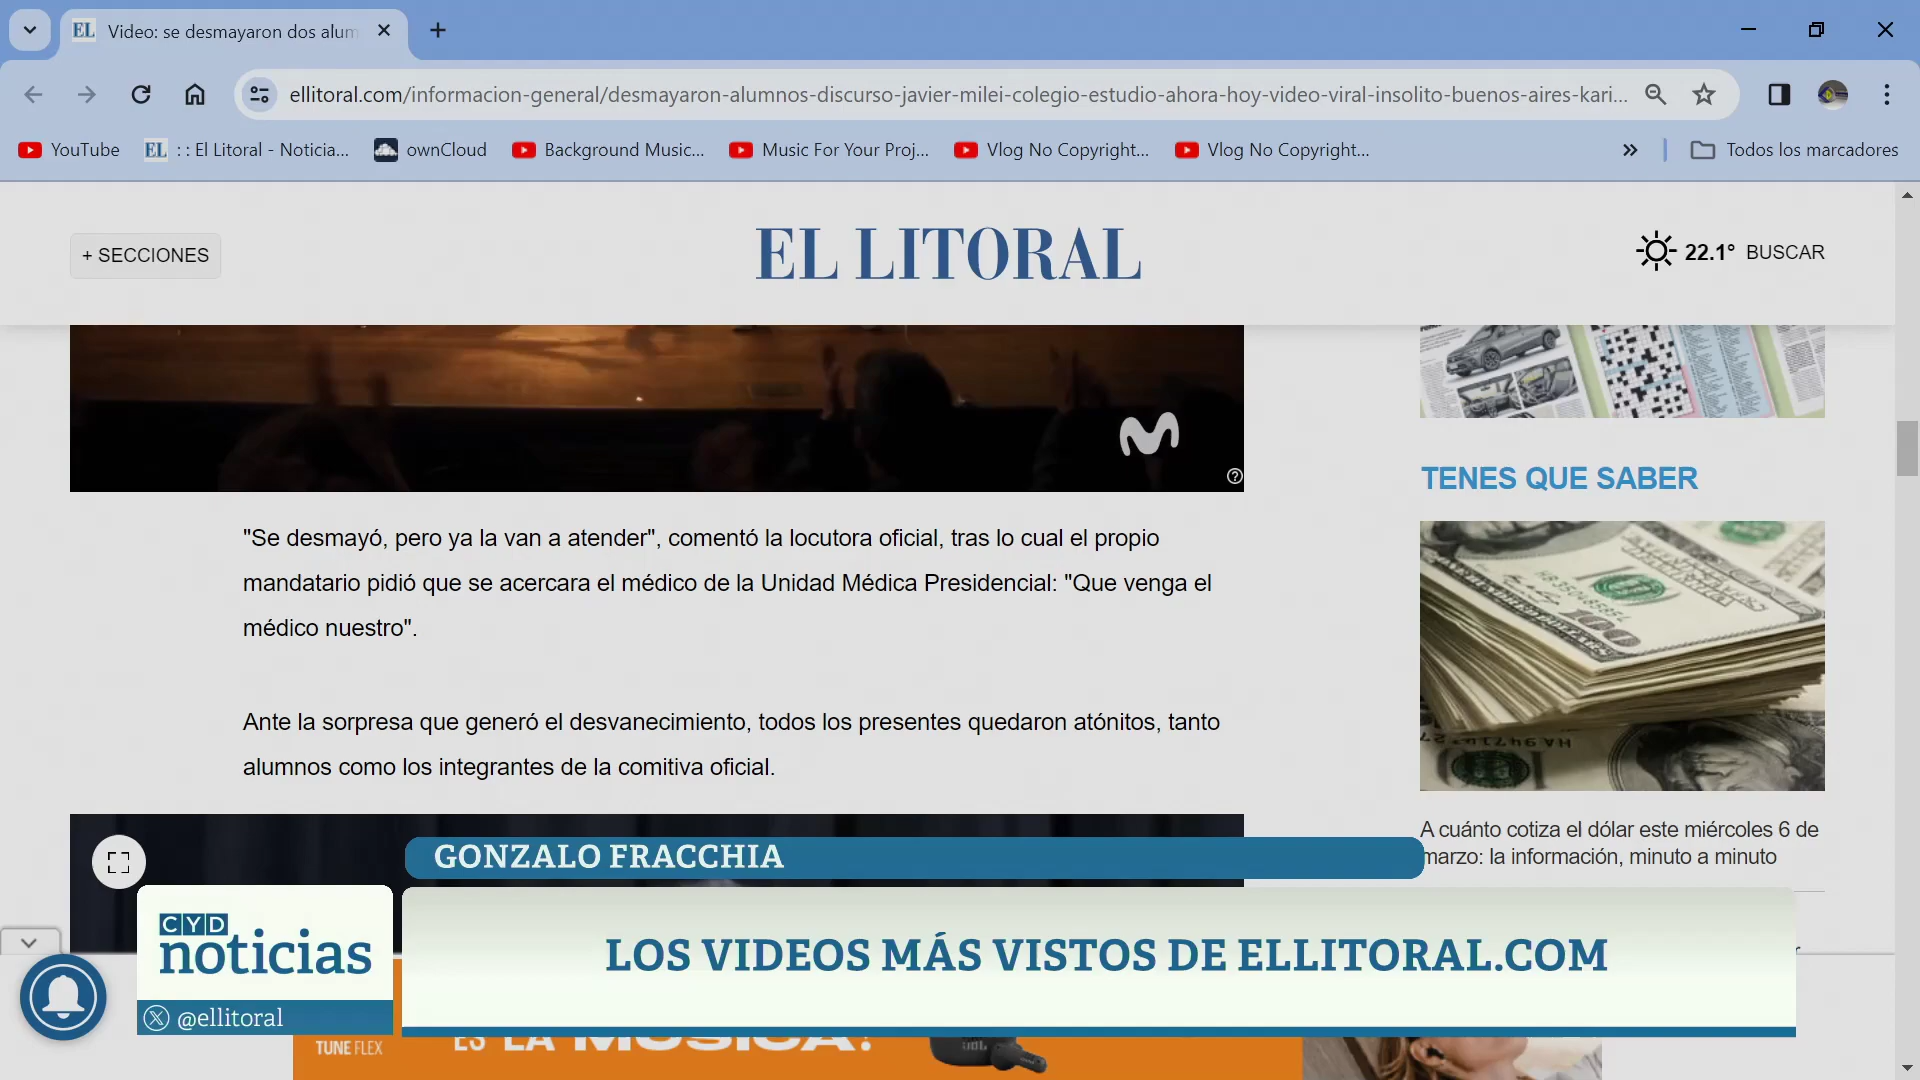 Video: se desmayaron dos alum
ellitoral.com/informacion-general/desmayaron-alumnos-discurso-javier-milei-colegio-estudio-ahora-hoy-video-viral-insolito-buenos-aires-kari...
YouTube
: : El Litoral - Noticia...
ownCloud
Background Music...
Music For Your Proj...
Vlog No Copyright...
Vlog No Copyright...
Todos los marcadores
+ SECCIONES
EL LITORAL
22.1° BUSCAR
"Se desmayó, pero ya la van a atender", comentó la locutora oficial, tras lo cual el propio
mandatario pidió que se acercara el médico de la Unidad Médica Presidencial: "Que venga el
médico nuestro".
Ante la sorpresa que generó el desvanecimiento, todos los presentes quedaron atónitos, tanto
alumnos como los integrantes de la comitiva oficial.
TENES QUE SABER
100
A cuánto cotiza el dólar este miércoles 6 de
marzo: la información, minuto a minuto
GONZALO FRACCHIA
CYD
noticias
@ellitoral
LOS VIDEOS MÁS VISTOS DE ELLITORAL.COM
TUNE FLEX
ES LA MÚSICA!
JBL